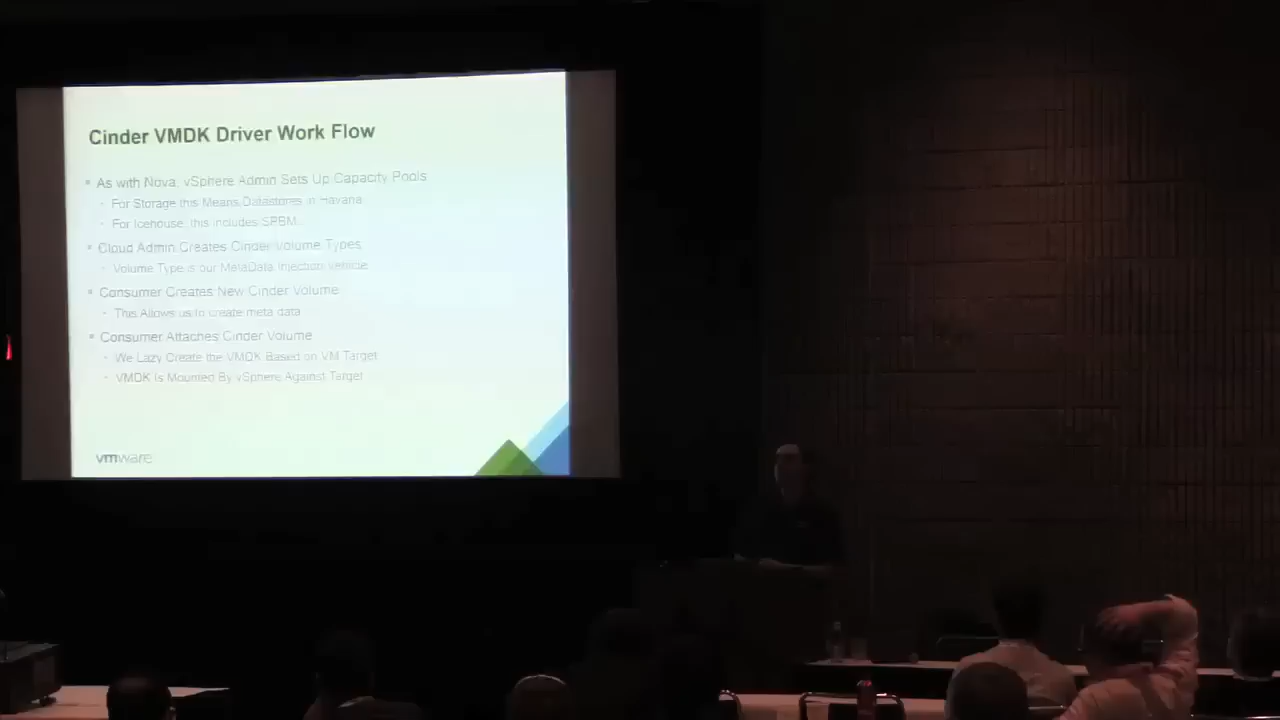 Cinder VMDK Driver Work Flow
As with Nova, vSphere Admin Sets Up Capacity Pools
For Storage this Means Datastores in Havana
For Icehouse, this includes SPBM...
Cloud Admin Creates Cinder Volume Types
Volume Type is our MetaData Injection Vehicle
Consumer Creates New Cinder Volume
This Allows us to create meta data
Consumer Attaches Cinder Volume
We Lazy Create the VMDK Based on VM Target
VMDK Is Mounted By vSphere Against Target
vmware